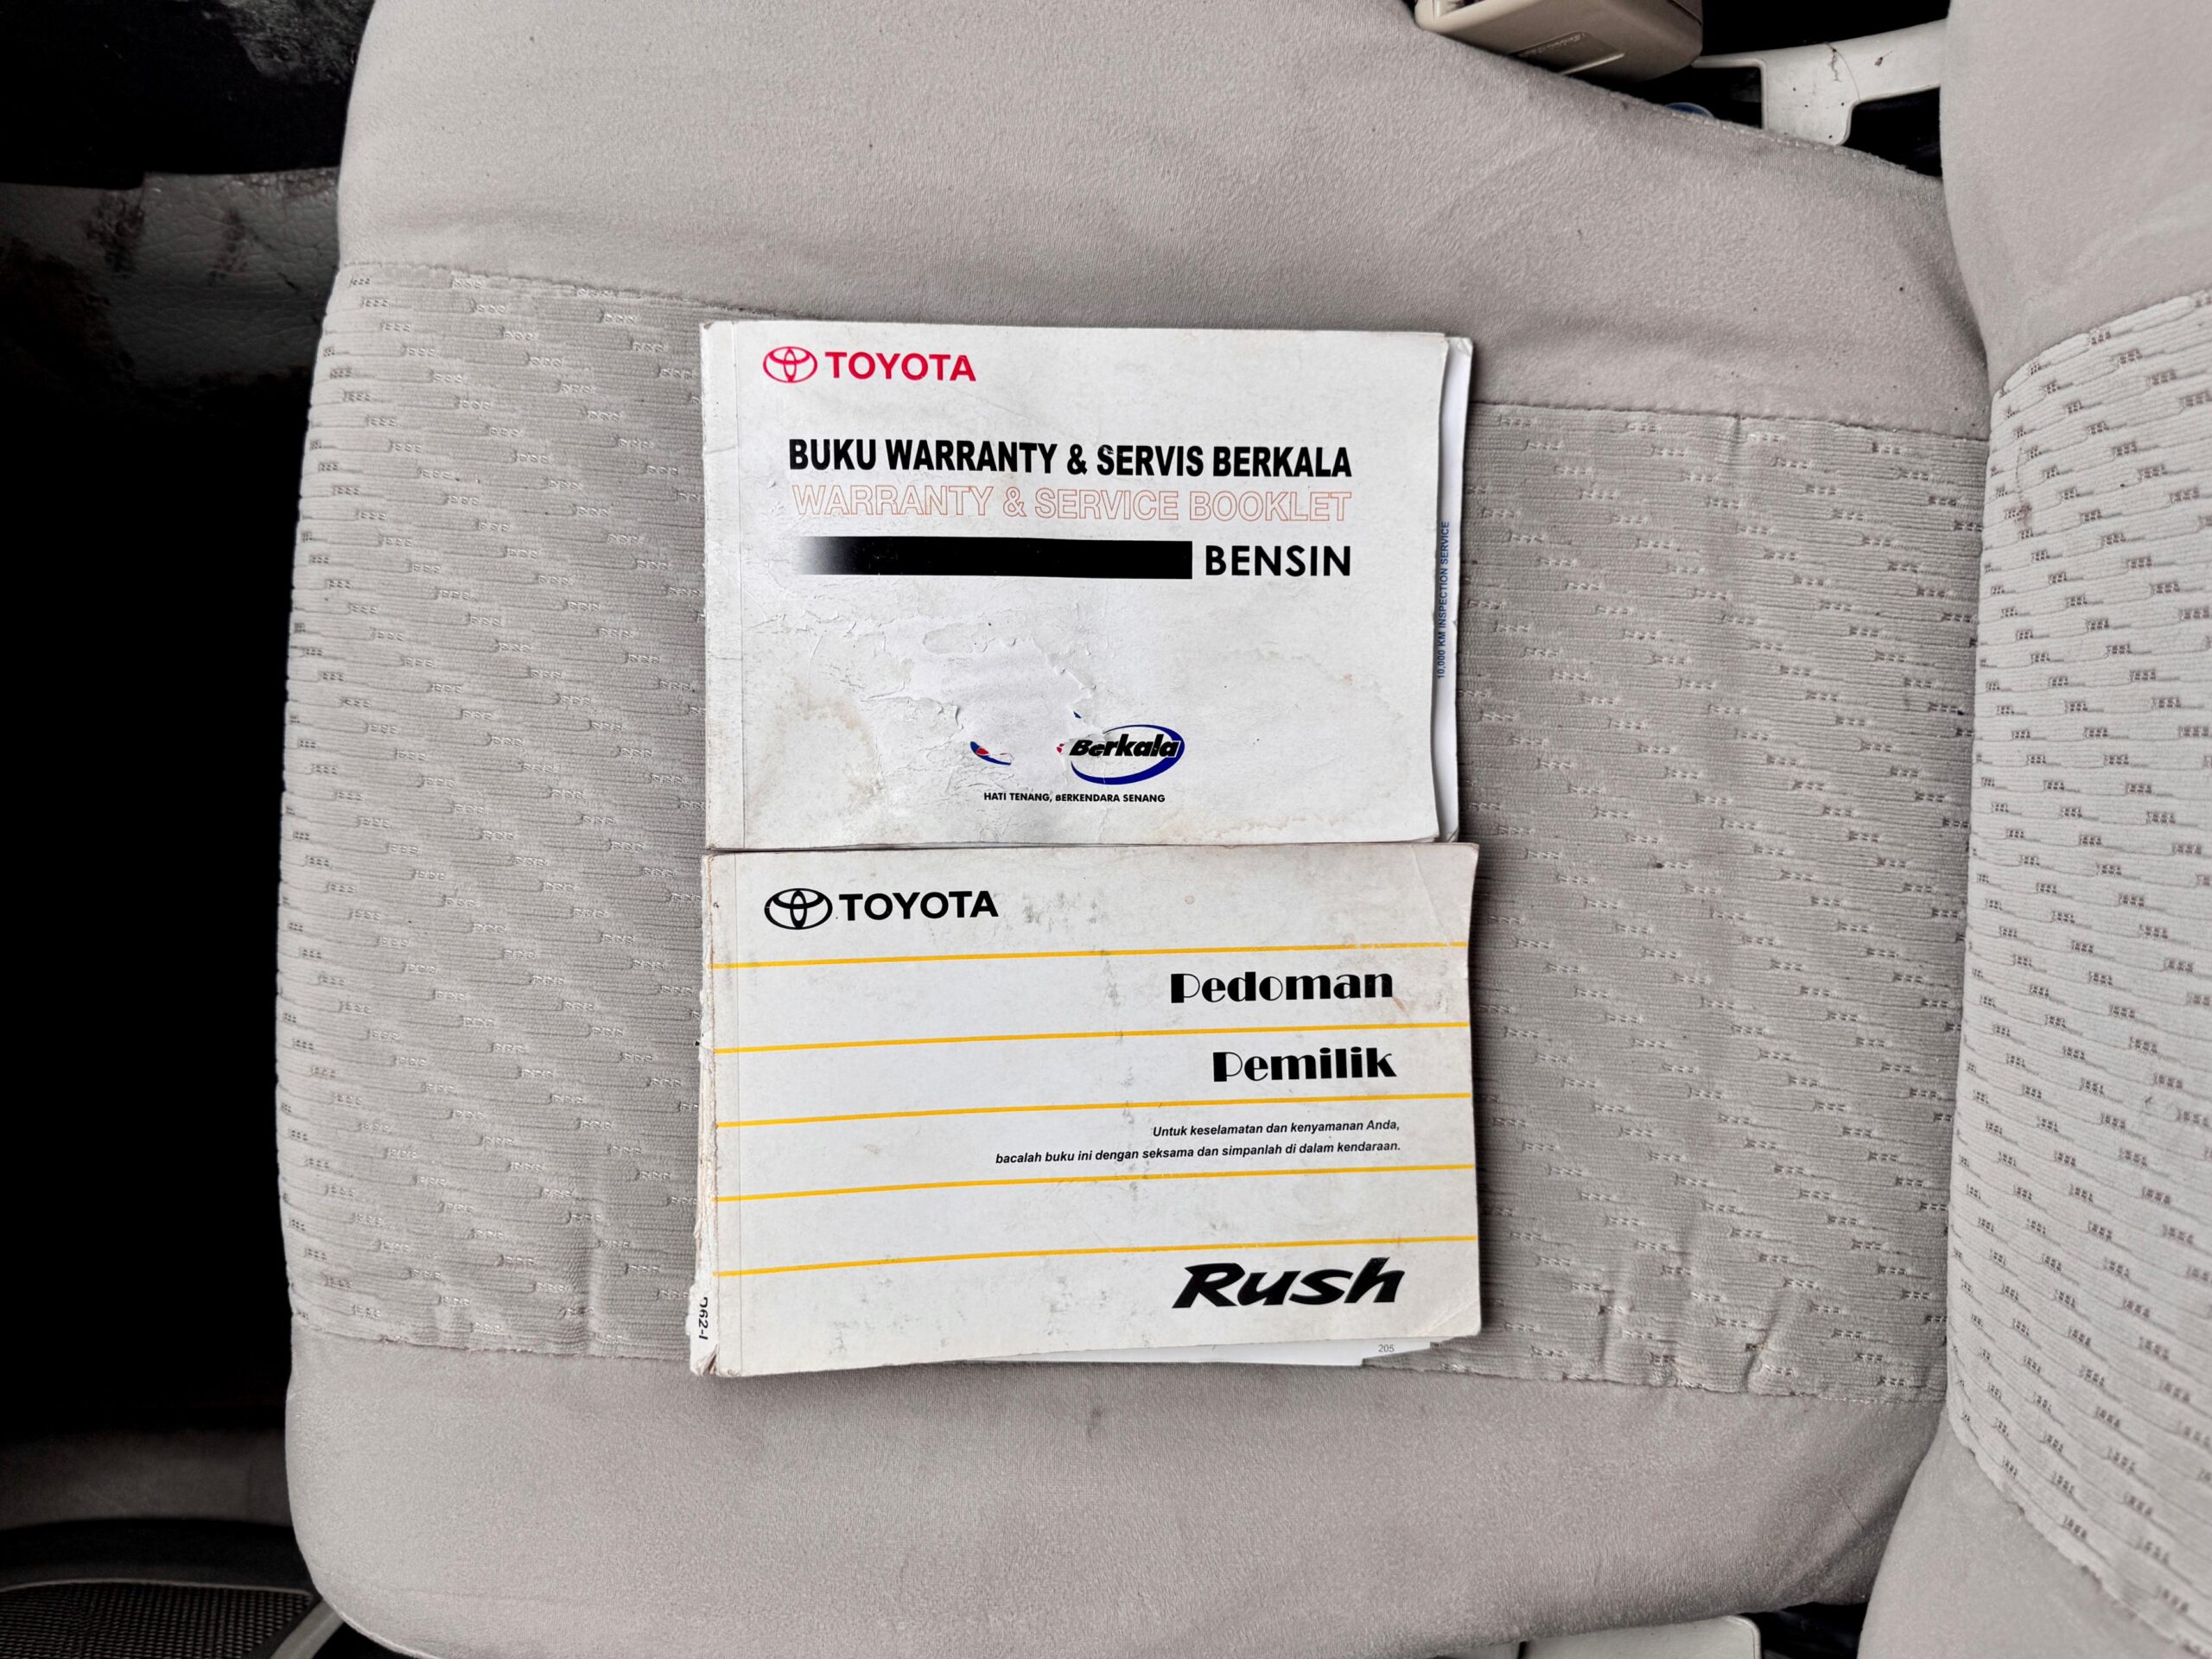 TOYOTA
BUKU WARRANTY & SERVIS BERKALA
WARRANTY & SERVICE BOOKLET
BENSIN
10,000 KM INSPECTION SERVICE
Berkala
HATI TENANG, BERKENDARA SENANG
TOYOTA
Pedoman
Pemilik
Untuk keselamatan dan kenyamanan Anda,
bacalah buku ini dengan seksama dan simpanlah di dalam kendaraan.
Rush
205